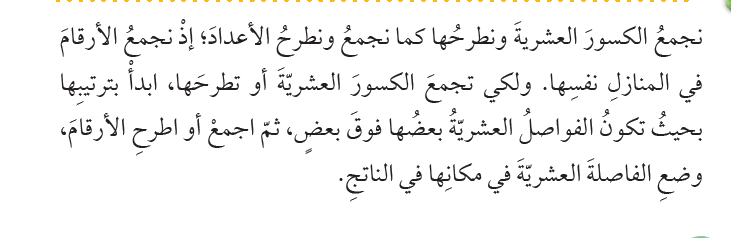 نجمعُ الكسورَ العشريةَ ونطرحُها كما نجمعُ ونطرحُ الأعدادَ؛ إذْ نجمعُ الأرقامَ
في المنازلِ نفسِها. ولكي تجمعَ الكسورَ العشريّةَ أو تطرحَها، ابدأْ بترتيبِها
بحيثُ تكونُ الفواصلُ العشريّةُ بعضُها فوقَ بعضٍ، ثمّ اجمعْ أو اطرحِ الأرقامَ،
وضعِ الفاصلةَ العشريّةَ في مكانِها في الناتجِ.